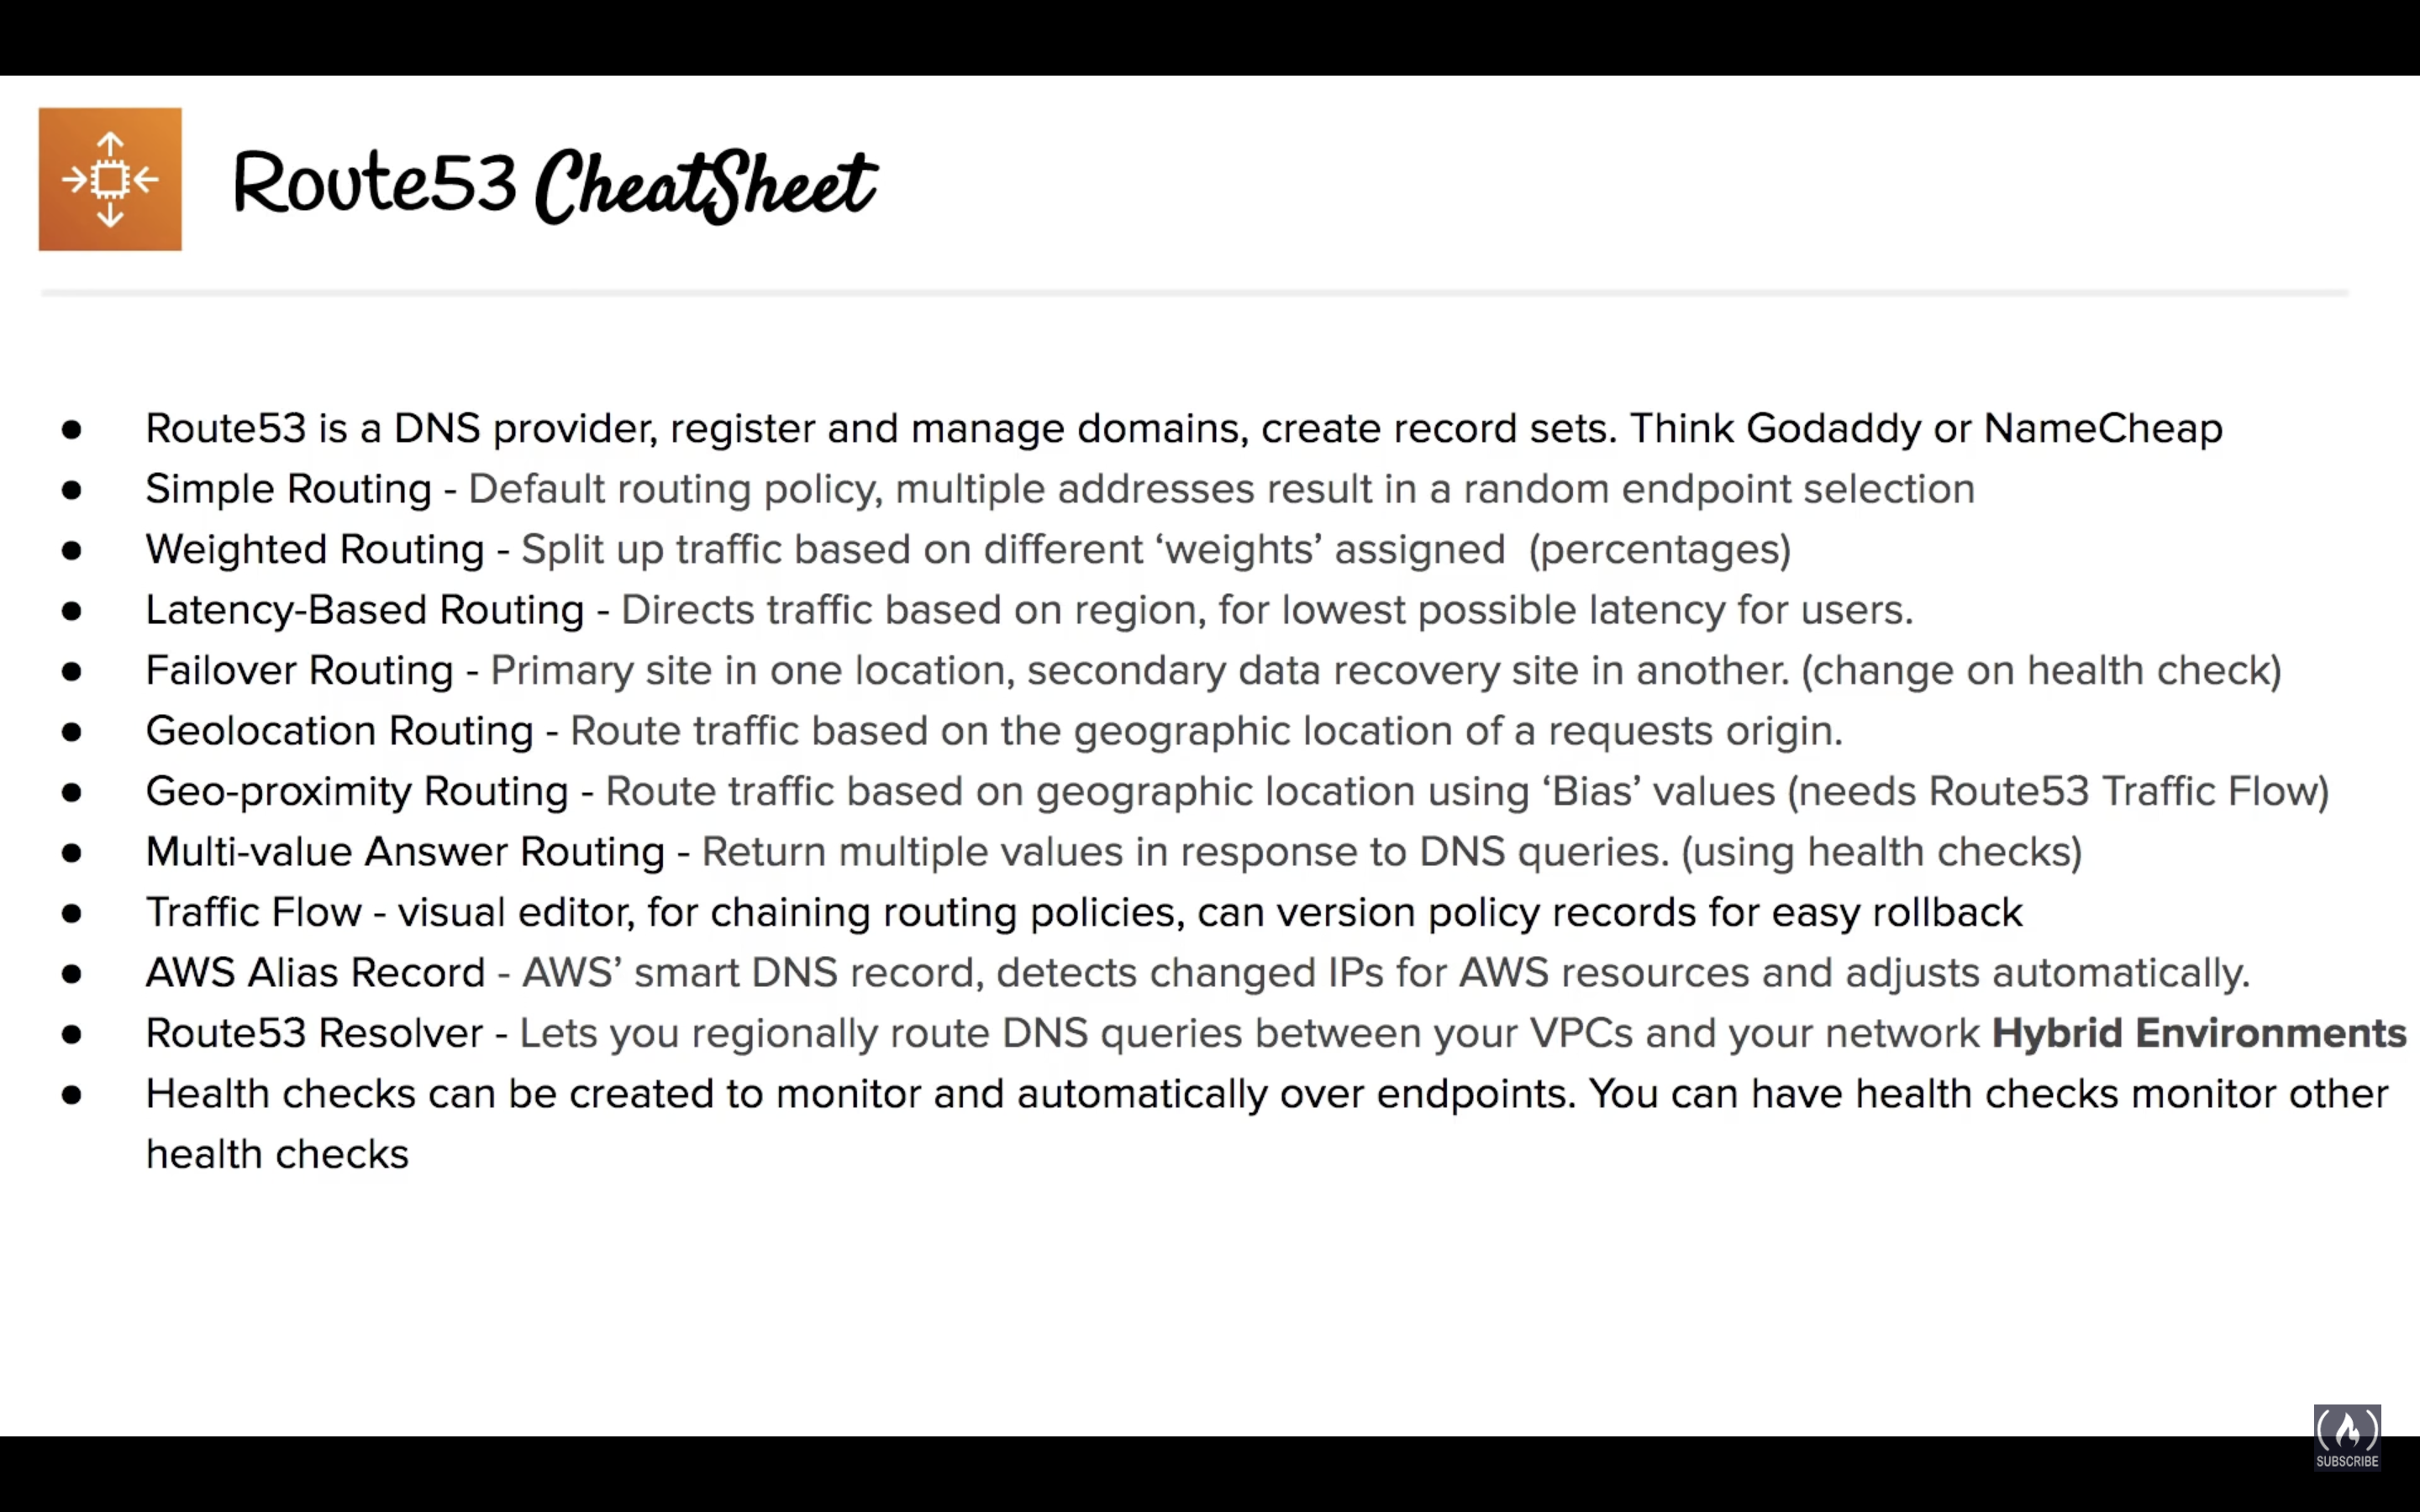 Route53 CheatSheet
● Route53 is a DNS provider, register and manage domains, create record sets. Think Godaddy or NameCheap
● Simple Routing - Default routing policy, multiple addresses result in a random endpoint selection
● Weighted Routing - Split up traffic based on different ‘weights’ assigned  (percentages)
● Latency-Based Routing - Directs traffic based on region, for lowest possible latency for users.
● Failover Routing - Primary site in one location, secondary data recovery site in another. (change on health check)
● Geolocation Routing - Route traffic based on the geographic location of a requests origin.
● Geo-proximity Routing - Route traffic based on geographic location using ‘Bias’ values (needs Route53 Traffic Flow)
● Multi-value Answer Routing - Return multiple values in response to DNS queries. (using health checks)
● Traffic Flow - visual editor, for chaining routing policies, can version policy records for easy rollback
● AWS Alias Record - AWS’ smart DNS record, detects changed IPs for AWS resources and adjusts automatically.
● Route53 Resolver - Lets you regionally route DNS queries between your VPCs and your network Hybrid Environments
● Health checks can be created to monitor and automatically over endpoints. You can have health checks monitor other
health checks
SUBSCRIBE